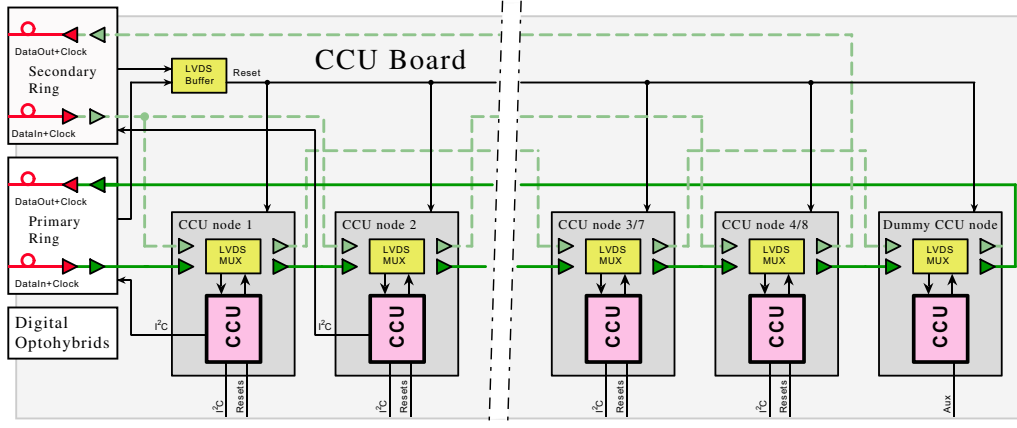 DataOut+Clock
Secondary
Ring
DataIn+Clock
LVDS
Buffer
Reset
CCU Board
DataOut+Clock
Primary
Ring
DataIn+Clock
Digital
Optohybrids
CCU node 1
LVDS
MUX
CCU
I²C
I²C
Resets
CCU node 2
LVDS
MUX
CCU
I²C
I²C
Resets
CCU node 3/7
LVDS
MUX
CCU
I²C
Resets
CCU node 4/8
LVDS
MUX
CCU
I²C
Resets
Dummy CCU node
LVDS
MUX
CCU
Aux